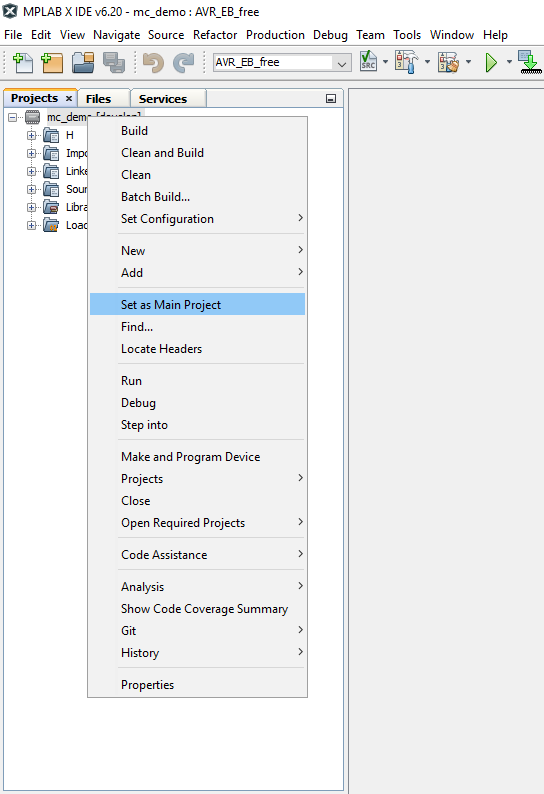 MPLAB X IDE v6.20 - mc_demo : AVR_EB_free
File Edit View Navigate Source Refactor Production Debug Team Tools Window Help
AVR_EB_free
SRC
Projects × Files Services
mc_demo [develop]
H
Impo
Linke
Sour
Libra
Load
Build
Clean and Build
Clean
Batch Build...
Set Configuration
New
Add
Set as Main Project
Find...
Locate Headers
Run
Debug
Step into
Make and Program Device
Projects
Close
Open Required Projects
Code Assistance
Analysis
Show Code Coverage Summary
Git
History
Properties